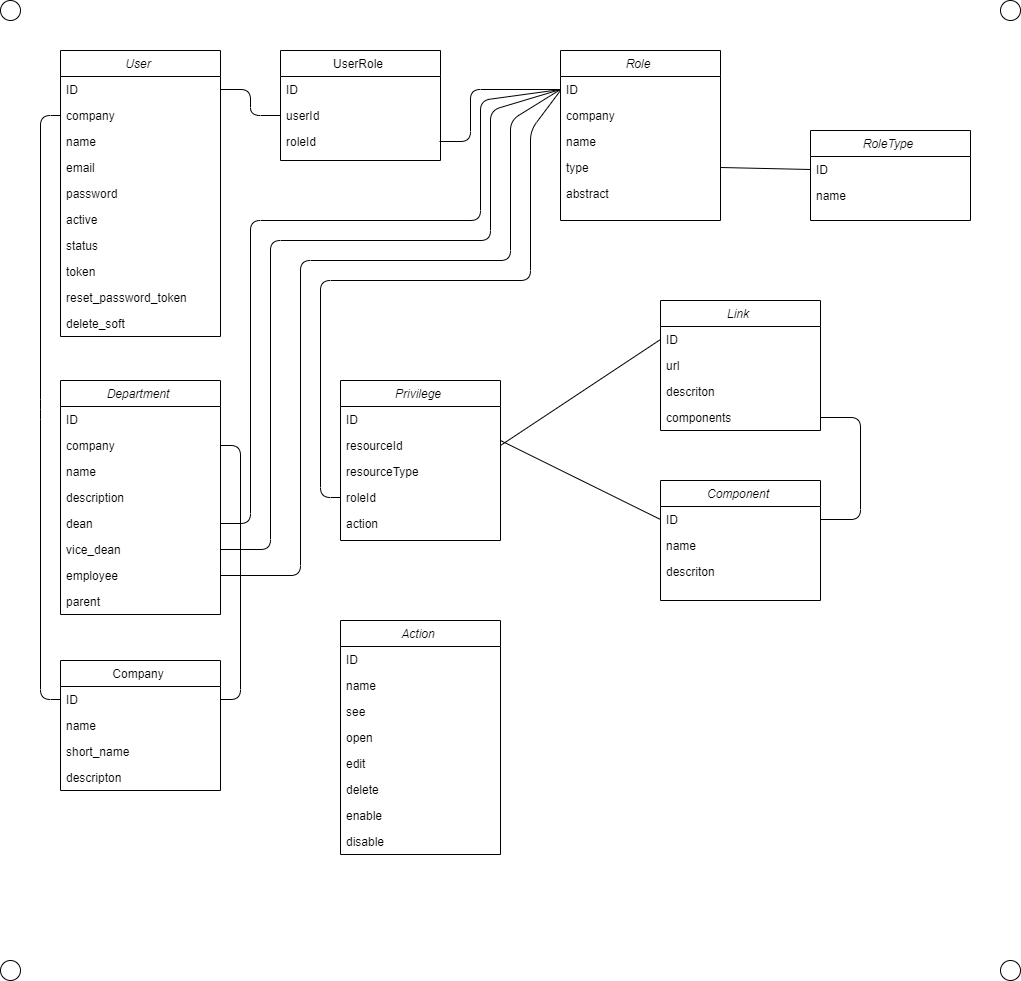 User
ID
company
name
email
password
active
status
token
reset_password_token
delete_soft
UserRole
ID
userId
roleId
Role
ID
company
name
type
abstract
RoleType
ID
name
Link
ID
url
descriton
components
Department
ID
company
name
description
dean
vice_dean
employee
parent
Privilege
ID
resourceId
resourceType
roleId
action
Component
ID
name
descriton
Company
ID
name
short_name
descripton
Action
ID
name
see
open
edit
delete
enable
disable